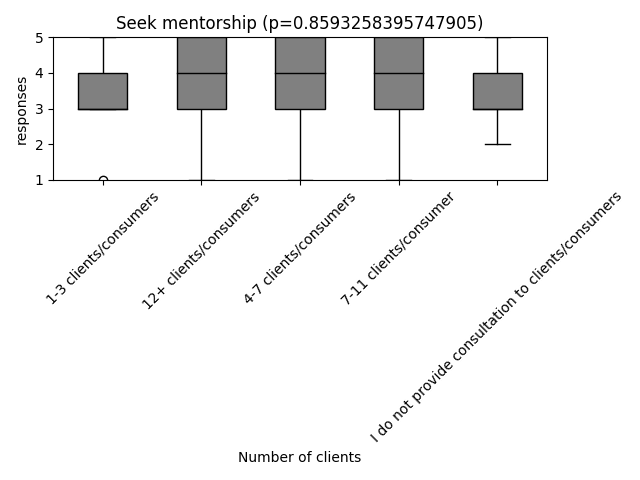 Seek mentorship (p=0.8593258395747905)
5
4
3
2
1
responses
1-3 clients/consumers
12+ clients/consumers
4-7 clients/consumers
7-11 clients/consumer
I do not provide consultation to clients/consumers
Number of clients